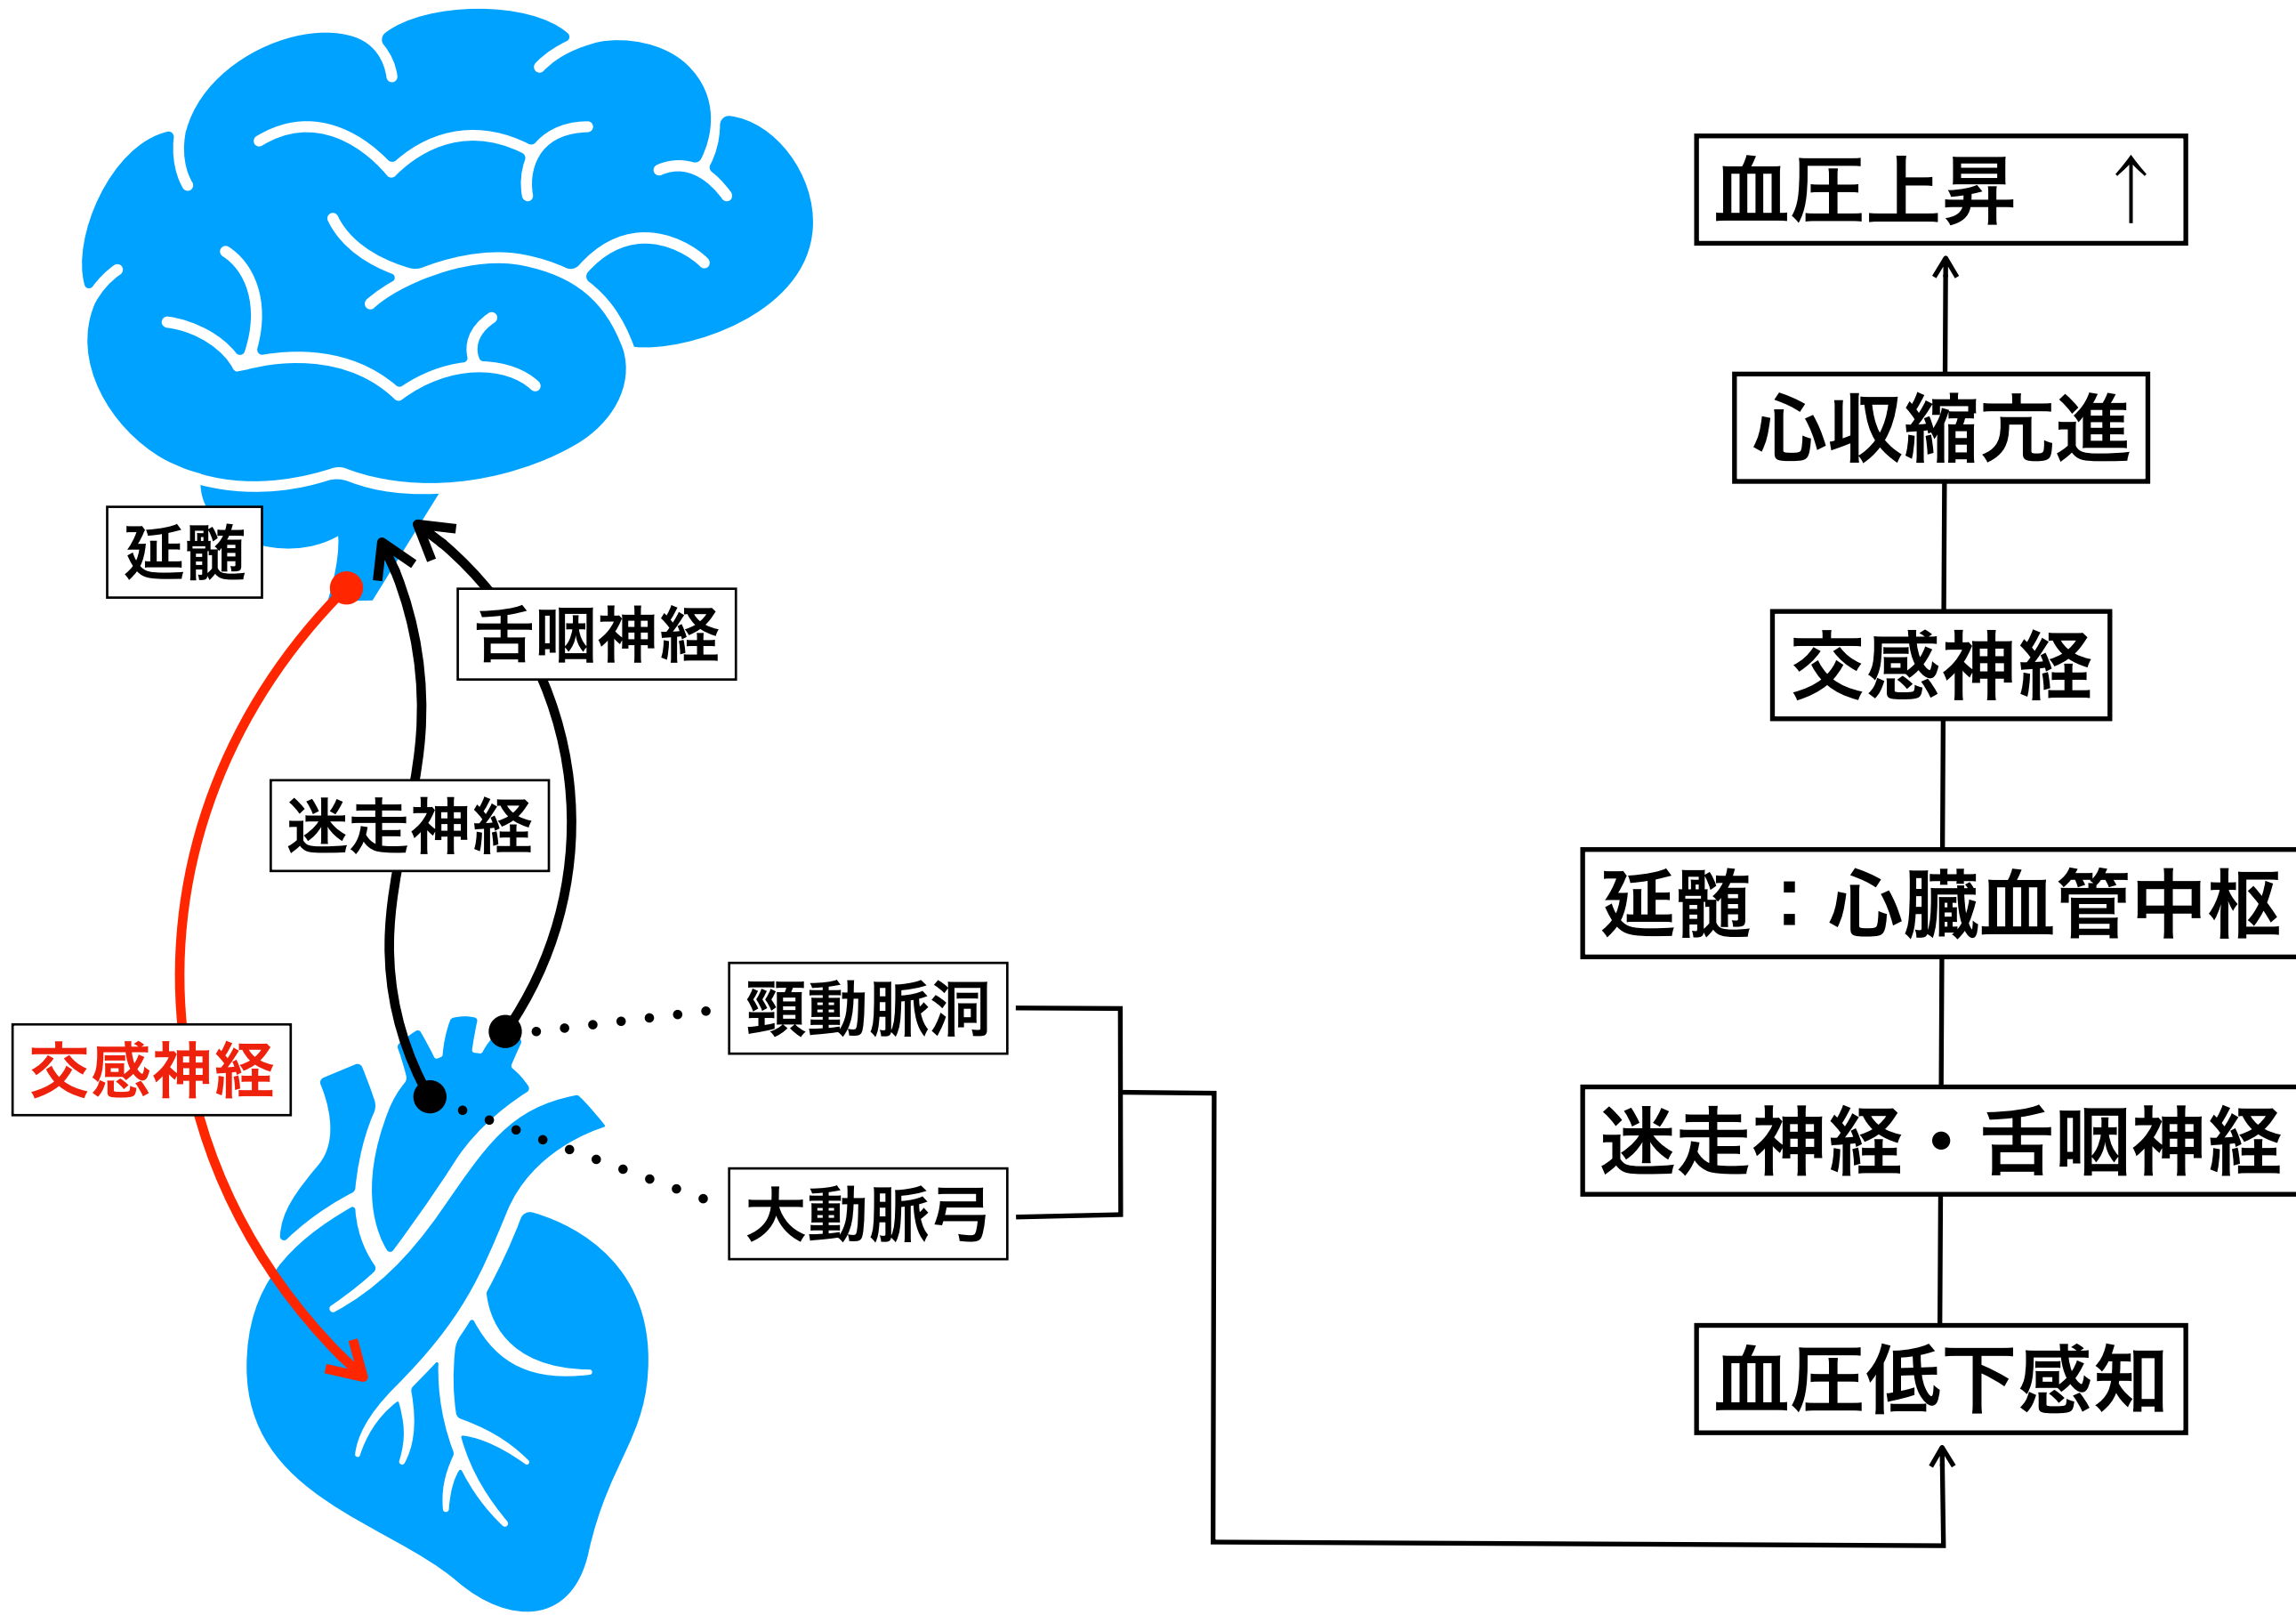 延髄
舌咽神経
迷走神経
交感神経
頸動脈洞
大動脈弓
血圧上昇 ↑
心収縮亢進
交感神経
延髄：心臓血管中枢
迷走神経・舌咽神経
血圧低下感知